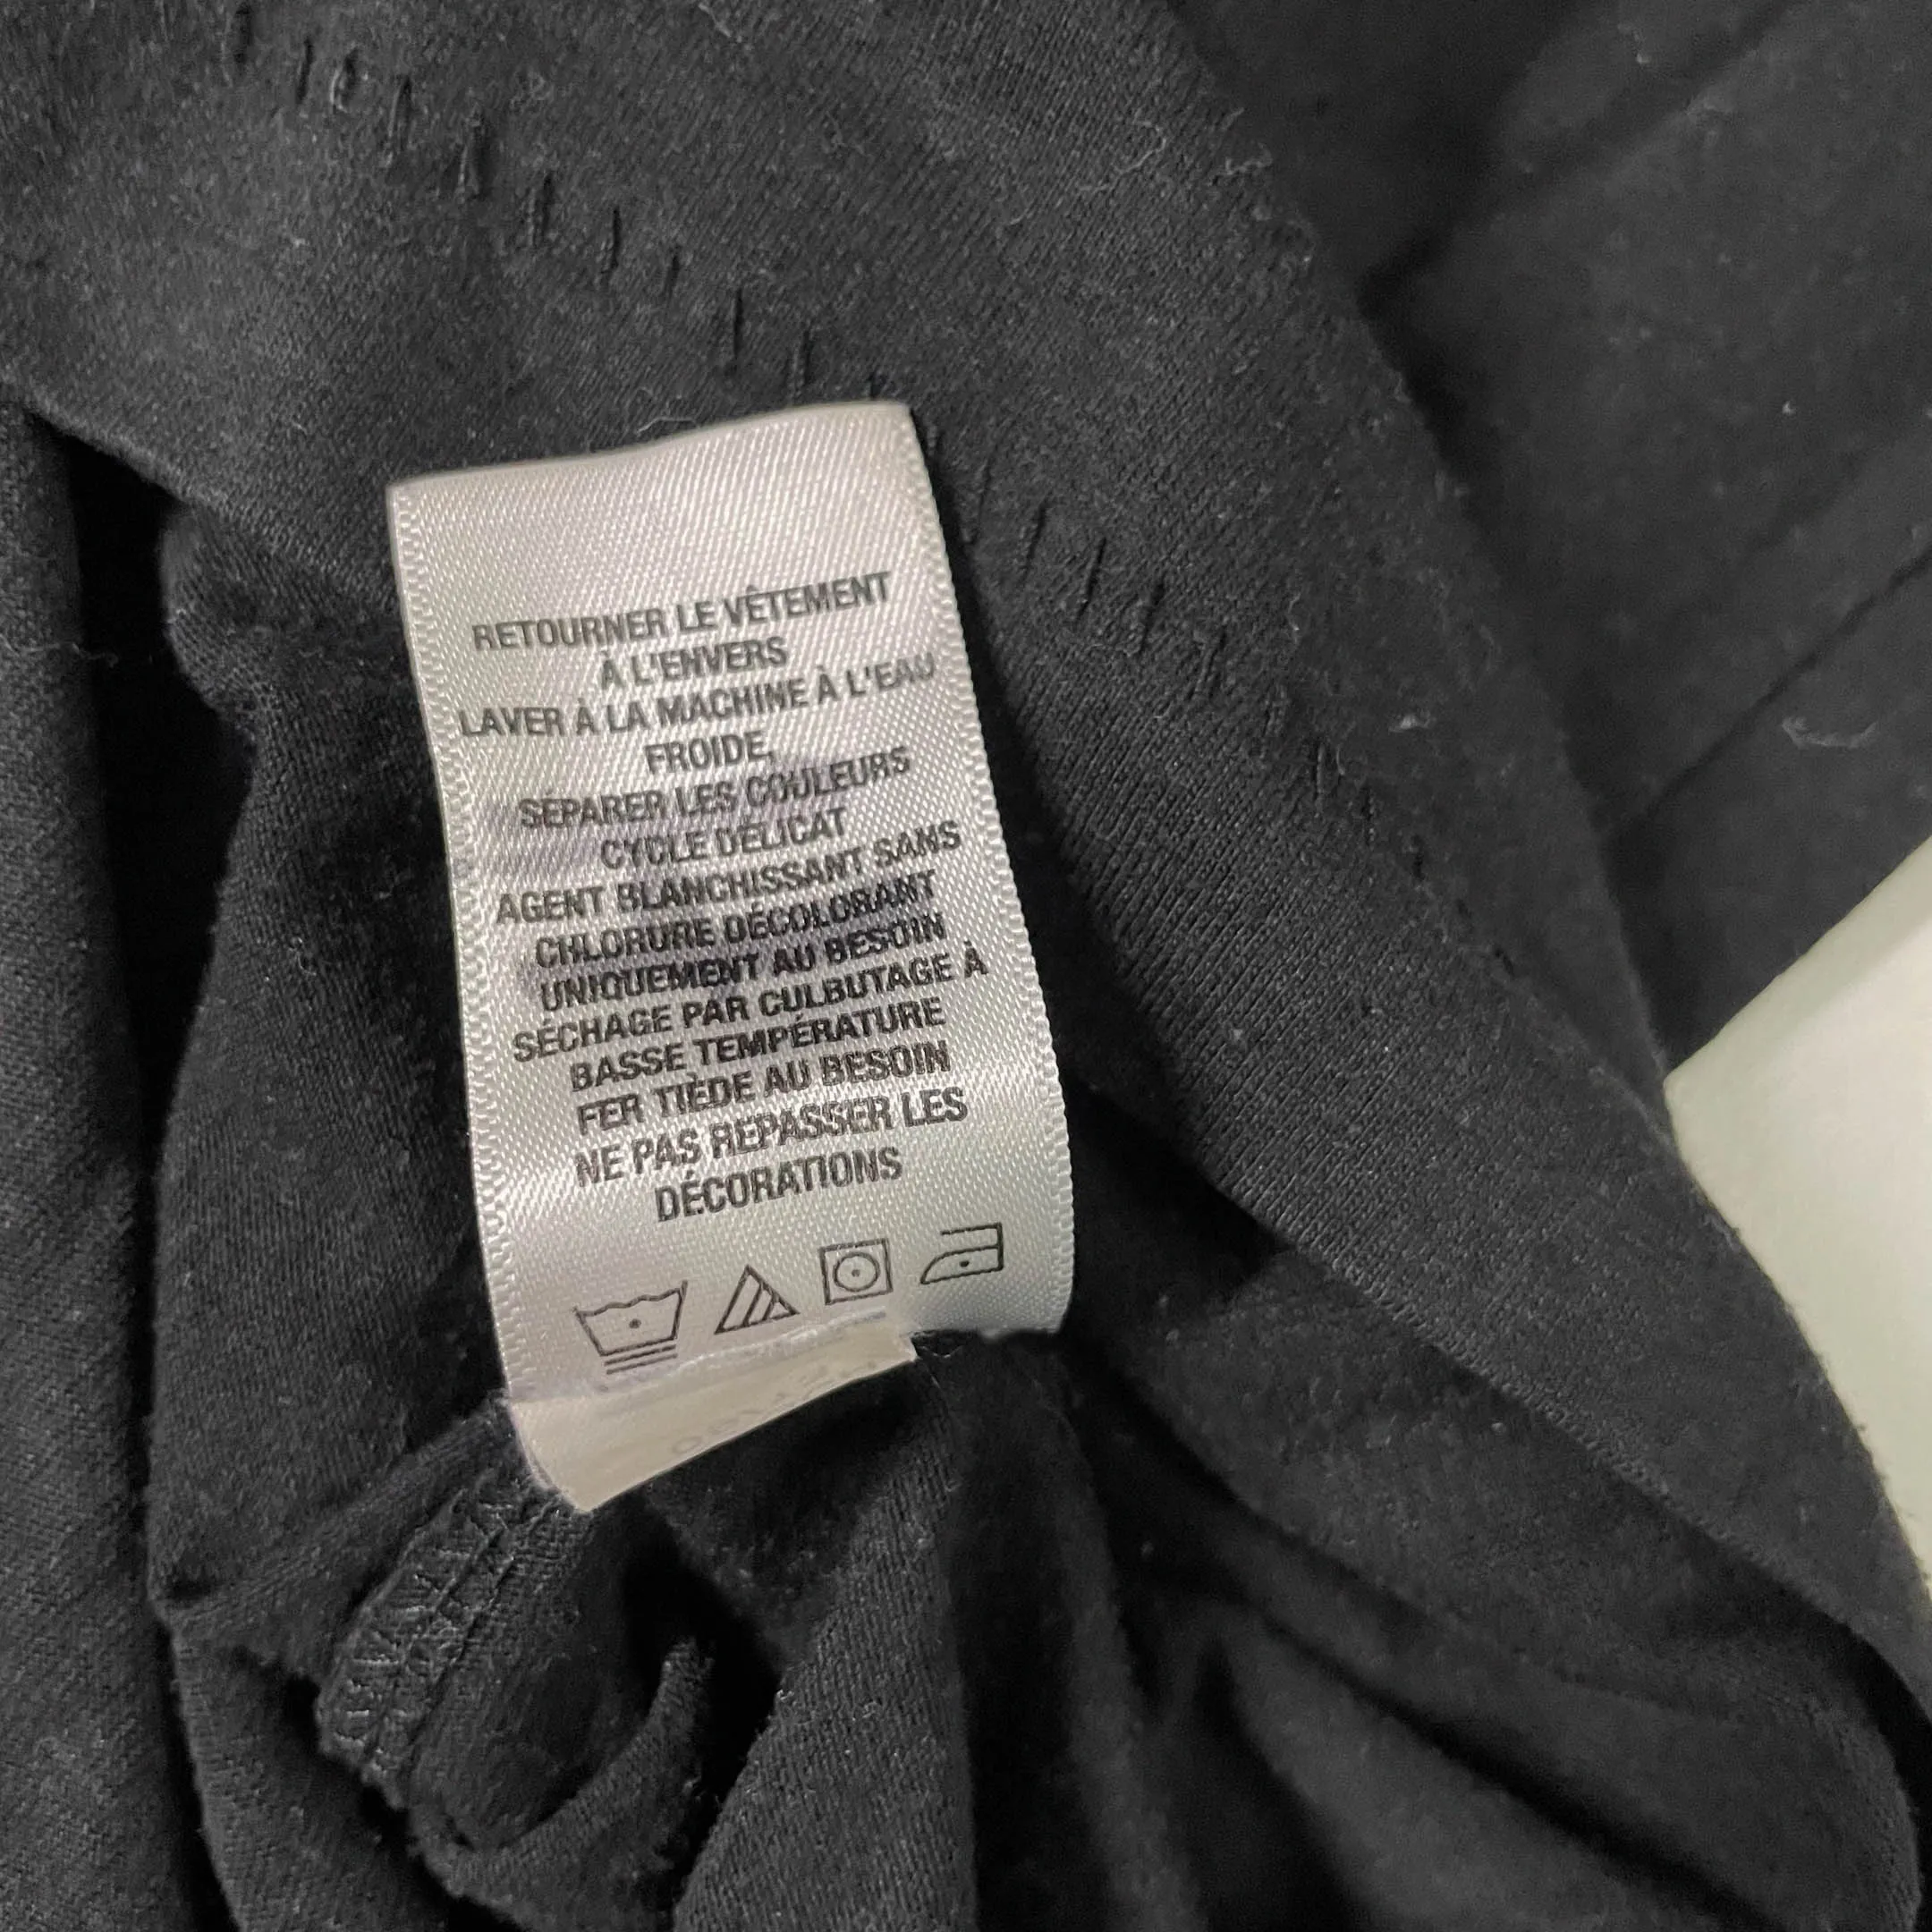 RETOURNER LE VÊTEMENT
À L'ENVERS
LAVER À LA MACHINE À L'EAU
FROIDE,
SÉPARER LES COULEURS
CYCLE DÉLICAT
AGENT BLANCHISSANT SANS
CHLORURE DÉCOLORANT
UNIQUEMENT AU BESOIN
SÉCHAGE PAR CULBUTAGE À
BASSE TEMPÉRATURE
FER TIÈDE AU BESOIN
NE PAS REPASSER LES
DÉCORATIONS